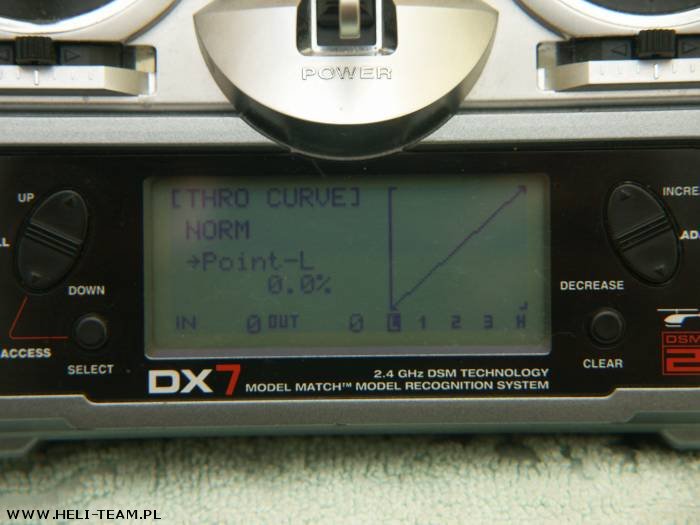 POWER
UP
[THRO CURVE]
NORM
→Point-L
0.0%
IN 0 OUT 0 L 1 2 3 H
DOWN
ACCESS
SELECT
DECREASE
CLEAR
DX7
2.4 GHz DSM TECHNOLOGY
MODEL MATCH™ MODEL RECOGNITION SYSTEM
DSM
2
WWW.HELI-TEAM.PL